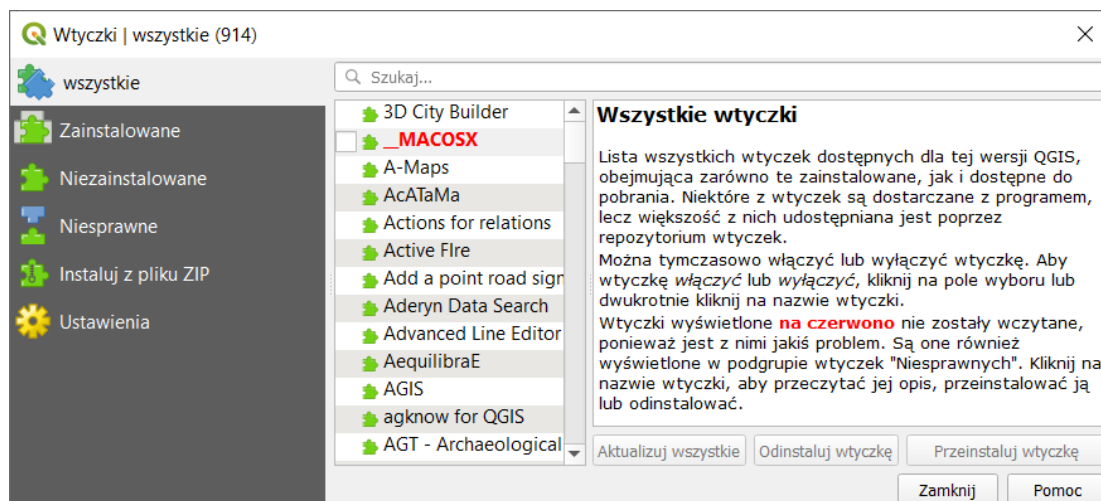 Wtyczki | wszystkie (914)
wszystkie
Zainstalowane
Niezainstalowane
Niesprawne
Instaluj z pliku ZIP
Ustawienia
Szukaj...
3D City Builder
__MACOSX
A-Maps
AcATaMa
Actions for relations
Active FIre
Add a point road sign
Aderyn Data Search
Advanced Line Editor
AequilibraE
AGIS
agknow for QGIS
AGT - Archaeological
Wszystkie wtyczki
Lista wszystkich wtyczek dostępnych dla tej wersji QGIS,
obejmująca zarówno te zainstalowane, jak i dostępne do
pobrania. Niektóre z wtyczek są dostarczane z programem,
lecz większość z nich udostępniana jest poprzez
repozytorium wtyczek.
Można tymczasowo włączyć lub wyłączyć wtyczkę. Aby
wtyczkę włączyć lub wyłączyć, kliknij na pole wyboru lub
dwukrotnie kliknij na nazwie wtyczki.
Wtyczki wyświetlone na czerwono nie zostały wczytane,
ponieważ jest z nimi jakiś problem. Są one również
wyświetlone w podgrupie wtyczek "Niesprawnych". Kliknij na
nazwie wtyczki, aby przeczytać jej opis, przeinstalować ją
lub odinstalować.
Aktualizuj wszystkie
Odinstaluj wtyczkę
Przeinstaluj wtyczkę
Zamknij
Pomoc